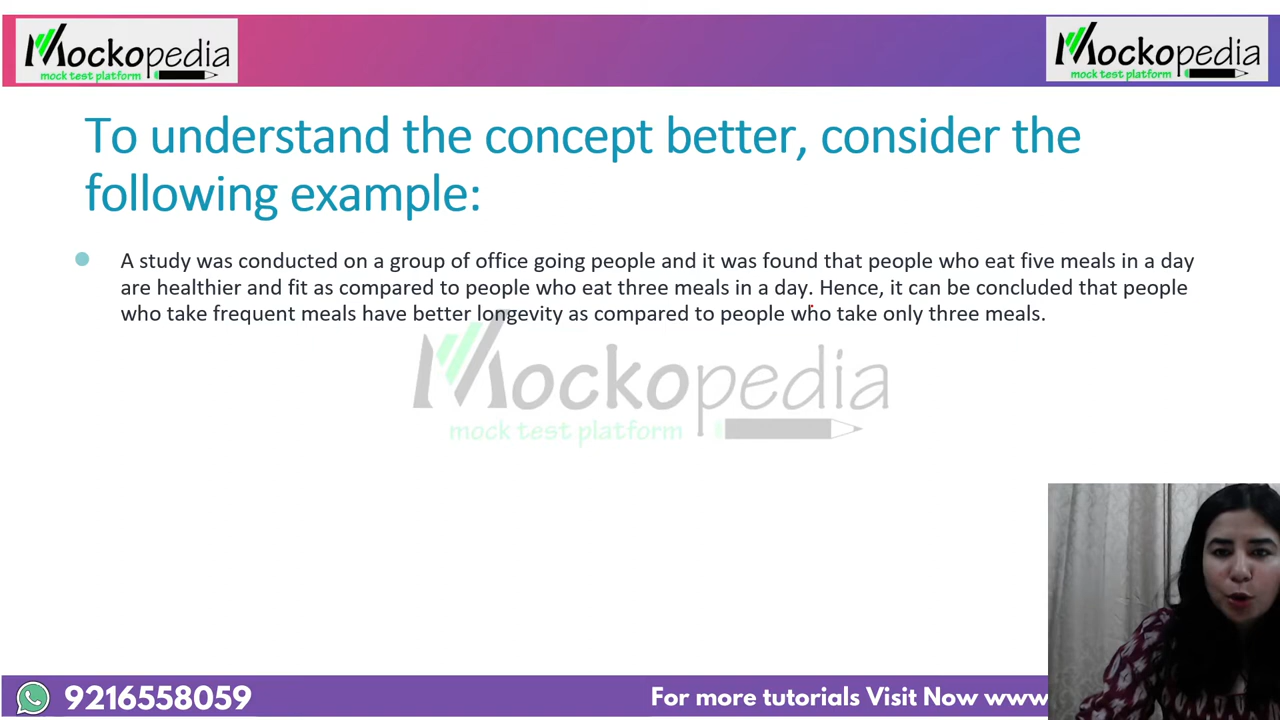 Mockopedia
mock test platform
Mockopedia
mock test platform
To understand the concept better, consider the
following example:
A study was conducted on a group of office going people and it was found that people who eat five meals in a day
are healthier and fit as compared to people who eat three meals in a day. Hence, it can be concluded that people
who take frequent meals have better longevity as compared to people who take only three meals.
Mockopedia
mock test platform
9216558059
For more tutorials Visit Now www